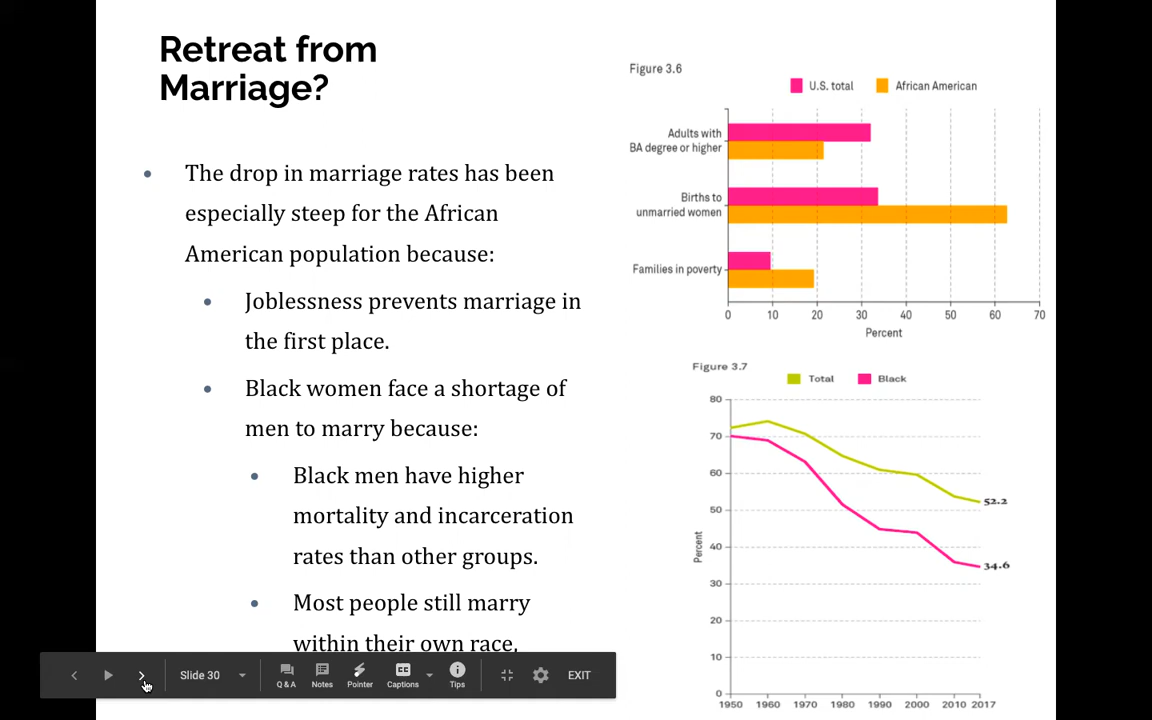 Retreat from
Marriage?
The drop in marriage rates has been
especially steep for the African
American population because:
Joblessness prevents marriage in
the first place.
Black women face a shortage of
men to marry because:
Black men have higher
mortality and incarceration
rates than other groups.
Most people still marry
within their own race.
Figure 3.6
U.S. total African American
Adults with
BA degree or higher
Births to
unmarried women
Families in poverty
0 10 20 30 40 50 60 70
Percent
Figure 3.7
Total Black
80
70
60
50
40
30
20
10
0
Percent
52.2
34.6
1950 1960 1970 1980 1990 2000 2010 2017
Slide 30
Q & A Notes Pointer Captions Tips EXIT
CC